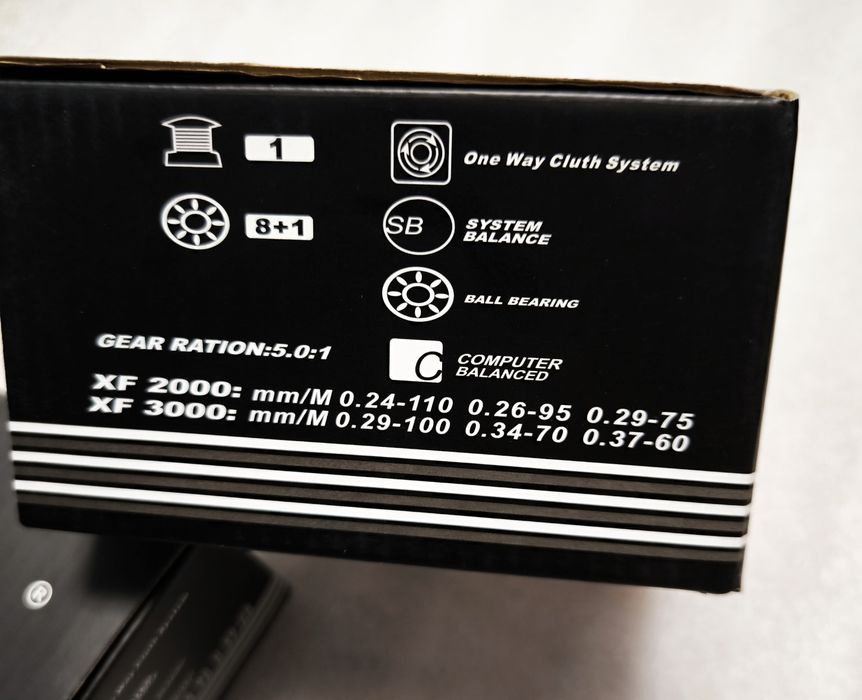 1
One Way Cluth System
8+1
SB
SYSTEM
BALANCE
BALL BEARING
GEAR RATION:5.0:1
C
COMPUTER
BALANCED
XF 2000: mm/M 0.24-110 0.26-95 0.29-75
XF 3000: mm/M 0.29-100 0.34-70 0.37-60
®